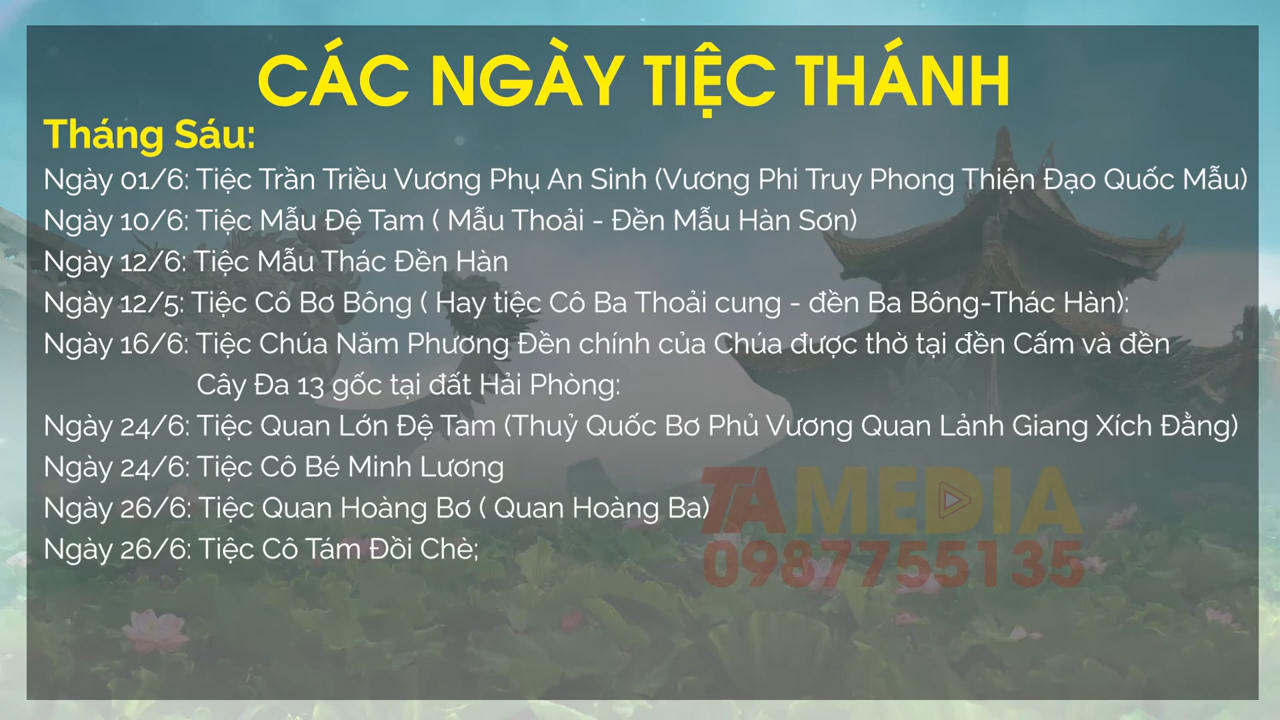 CÁC NGÀY TIỆC THÁNH
Tháng Sáu:
Ngày 01/6: Tiệc Trần Triều Vương Phụ An Sinh (Vương Phi Truy Phong Thiện Đạo Quốc Mẫu)
Ngày 10/6: Tiệc Mẫu Đệ Tam ( Mẫu Thoải - Đền Mẫu Hàn Sơn)
Ngày 12/6: Tiệc Mẫu Thác Đền Hàn
Ngày 12/5: Tiệc Cô Bơ Bông ( Hay tiệc Cô Ba Thoải cung - đền Ba Bông-Thác Hàn):
Ngày 16/6: Tiệc Chúa Năm Phương Đền chính của Chúa được thờ tại đền Cấm và đền
Cây Đa 13 gốc tại đất Hải Phòng:
Ngày 24/6: Tiệc Quan Lớn Đệ Tam (Thuỷ Quốc Bơ Phủ Vương Quan Lảnh Giang Xích Đằng)
Ngày 24/6: Tiệc Cô Bé Minh Lương
Ngày 26/6: Tiệc Quan Hoàng Bơ ( Quan Hoàng Ba)
Ngày 26/6: Tiệc Cô Tám Đồi Chè;
TA MEDIA
0987755135